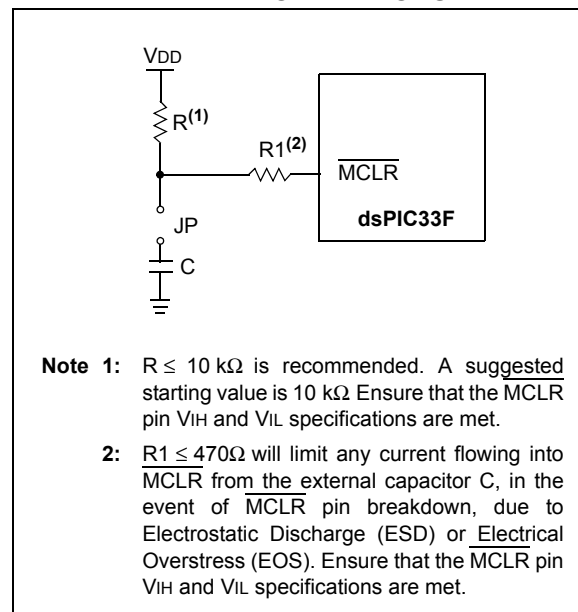 VDD
R(1)
R1(2)
MCLR
dsPIC33F
JP
C
Note 1: R ≤ 10 kΩ is recommended. A suggested
starting value is 10 kΩ Ensure that the MCLR
pin VIH and VIL specifications are met.
2: R1 ≤ 470Ω will limit any current flowing into
MCLR from the external capacitor C, in the
event of MCLR pin breakdown, due to
Electrostatic Discharge (ESD) or Electrical
Overstress (EOS). Ensure that the MCLR pin
VIH and VIL specifications are met.